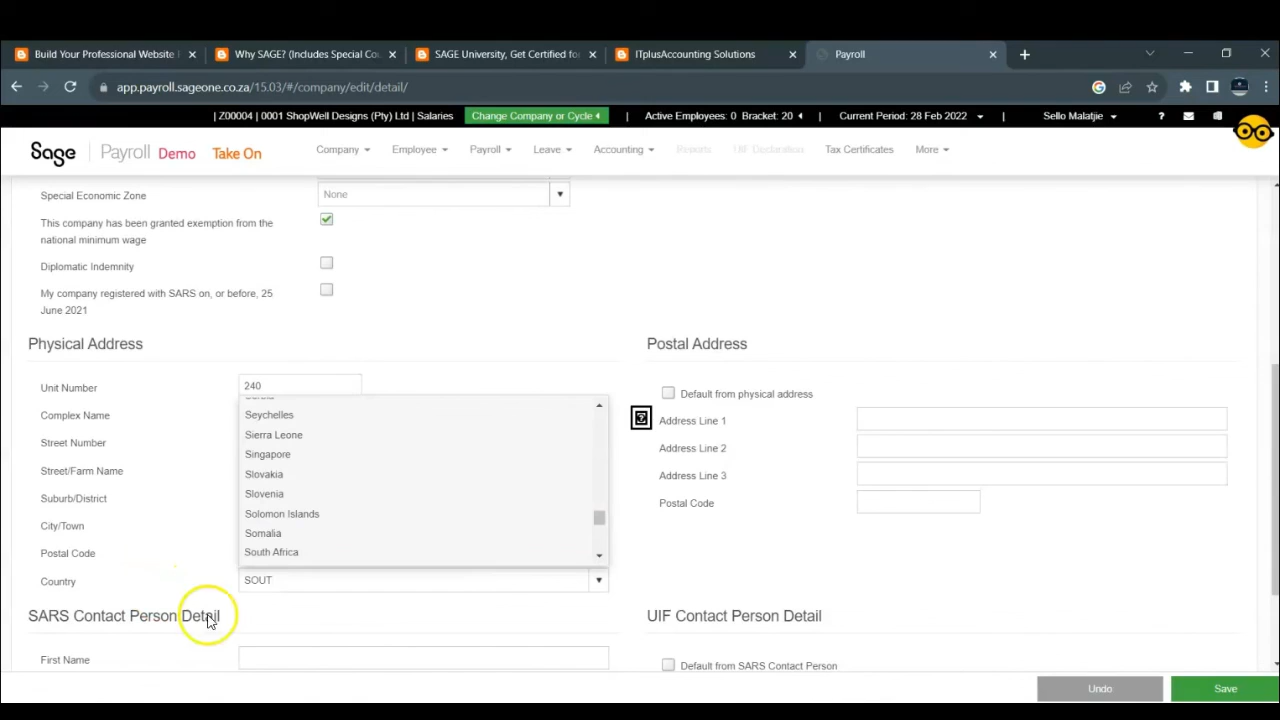 Build Your Professional Website
Why SAGE? (Includes Special Co
SAGE University, Get Certified fo
ITplusAccounting Solutions
Payroll
app.payroll.sageone.co.za/15.03/#/company/edit/detail/
| Z00004 | 0001 ShopWell Designs (Pty) Ltd | Salaries
Change Company or Cycle
| Active Employees: 0 Bracket: 20
| Current Period: 28 Feb 2022
| Sello Malatjie
?
Sage | Payroll Demo Take On
Company
Employee
Payroll
Leave
Accounting
Reports
UIF Declaration
Tax Certificates
More
Special Economic Zone
None
This company has been granted exemption from the
national minimum wage
Diplomatic Indemnity
My company registered with SARS on, or before, 25
June 2021
Physical Address
Unit Number
240
Complex Name
Street Number
Street/Farm Name
Suburb/District
City/Town
Postal Code
Country
Serbia
Seychelles
Sierra Leone
Singapore
Slovakia
Slovenia
Solomon Islands
Somalia
South Africa
SOUT
Postal Address
Default from physical address
?
Address Line 1
Address Line 2
Address Line 3
Postal Code
SARS Contact Person Detail
First Name
UIF Contact Person Detail
Default from SARS Contact Person
Undo
Save